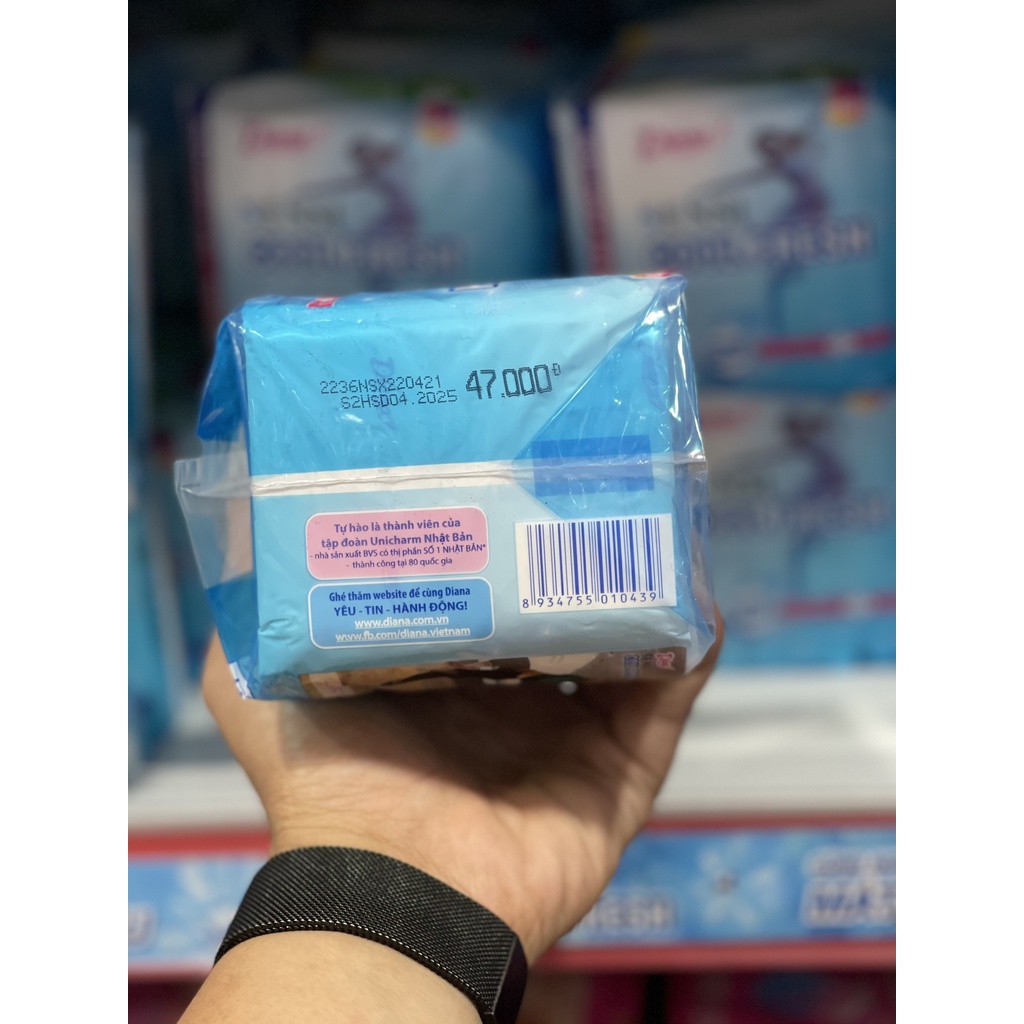 Diana
Diana
2236NSX220421
S2HSD04.2025
47.000Đ
Tự hào là thành viên của
tập đoàn Unicharm Nhật Bản
- nhà sản xuất BVS có thị phần SỐ 1 NHẬT BẢN*
- thành công tại 80 quốc gia
Ghé thăm website để cùng Diana
YÊU - TIN - HÀNH ĐỘNG!
www.diana.com.vn
www.fb.com/diana.vietnam
8 934755 010439